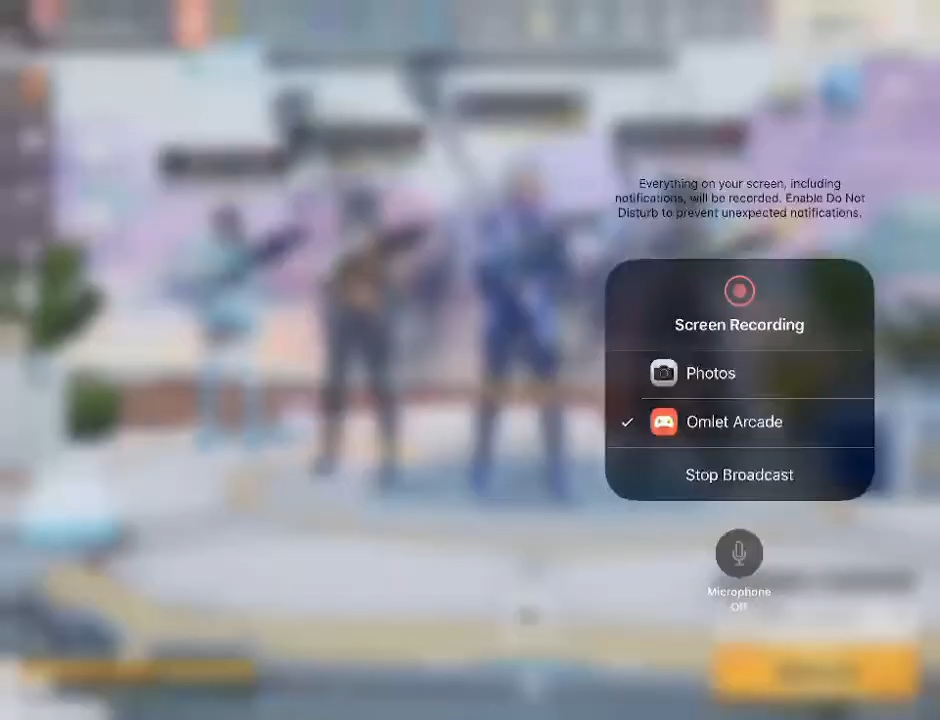 Everything on your screen, including
notifications, will be recorded. Enable Do Not
Disturb to prevent unexpected notifications.
Screen Recording
Photos
Omlet Arcade
Stop Broadcast
Microphone
Off